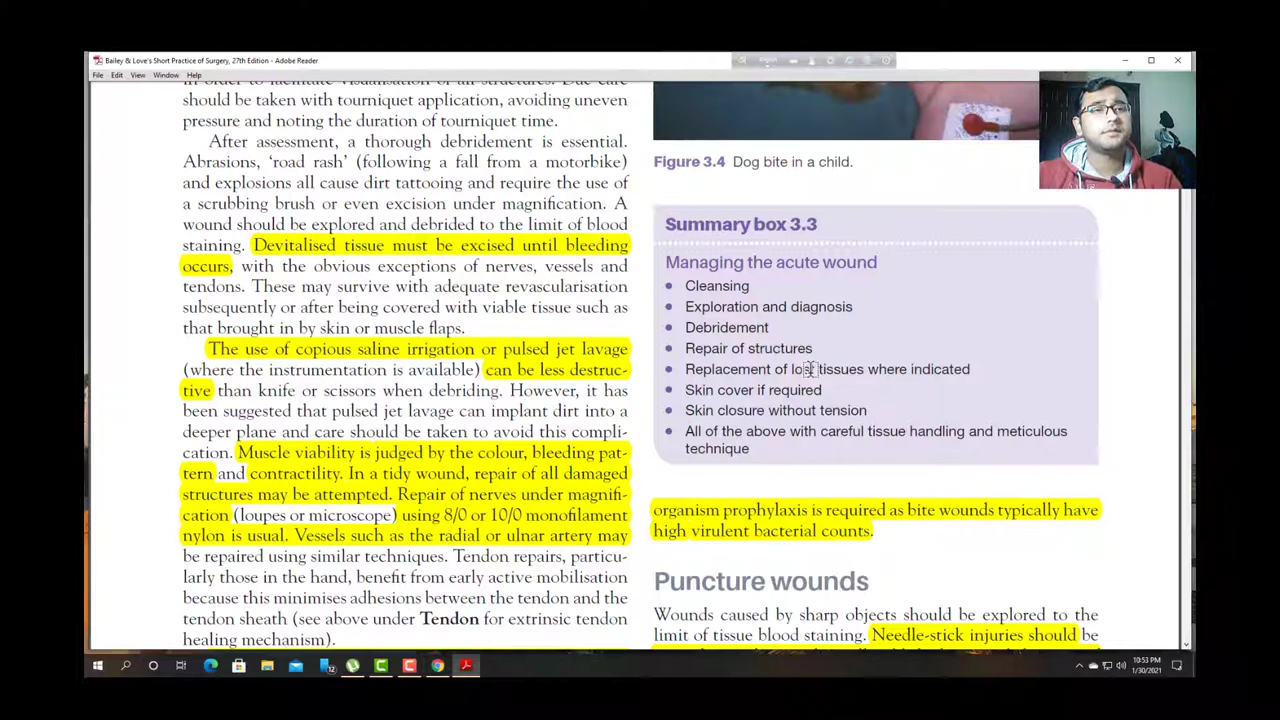 Bailey & Love's Short Practice of Surgery, 27th Edition - Adobe Reader
File Edit View Window Help
English
should be taken with tourniquet application, avoiding uneven
pressure and noting the duration of tourniquet time.
After assessment, a thorough debridement is essential.
Abrasions, ‘road rash’ (following a fall from a motorbike)
and explosions all cause dirt tattooing and require the use of
a scrubbing brush or even excision under magnification. A
wound should be explored and debrided to the limit of blood
staining. Devitalised tissue must be excised until bleeding
occurs, with the obvious exceptions of nerves, vessels and
tendons. These may survive with adequate revascularisation
subsequently or after being covered with viable tissue such as
that brought in by skin or muscle flaps.
The use of copious saline irrigation or pulsed jet lavage
(where the instrumentation is available) can be less destruc-
tive than knife or scissors when debriding. However, it has
been suggested that pulsed jet lavage can implant dirt into a
deeper plane and care should be taken to avoid this compli-
cation. Muscle viability is judged by the colour, bleeding pat-
tern and contractility. In a tidy wound, repair of all damaged
structures may be attempted. Repair of nerves under magnifi-
cation (loupes or microscope) using 8/0 or 10/0 monofilament
nylon is usual. Vessels such as the radial or ulnar artery may
be repaired using similar techniques. Tendon repairs, particu-
larly those in the hand, benefit from early active mobilisation
because this minimises adhesions between the tendon and the
tendon sheath (see above under Tendon for extrinsic tendon
healing mechanism).
Figure 3.4 Dog bite in a child.
Summary box 3.3
Managing the acute wound
• Cleansing
• Exploration and diagnosis
• Debridement
• Repair of structures
• Replacement of lost tissues where indicated
• Skin cover if required
• Skin closure without tension
• All of the above with careful tissue handling and meticulous
technique
organism prophylaxis is required as bite wounds typically have
high virulent bacterial counts.
Puncture wounds
Wounds caused by sharp objects should be explored to the
limit of tissue blood staining. Needle-stick injuries should be
12
10:53 PM
1/30/2021